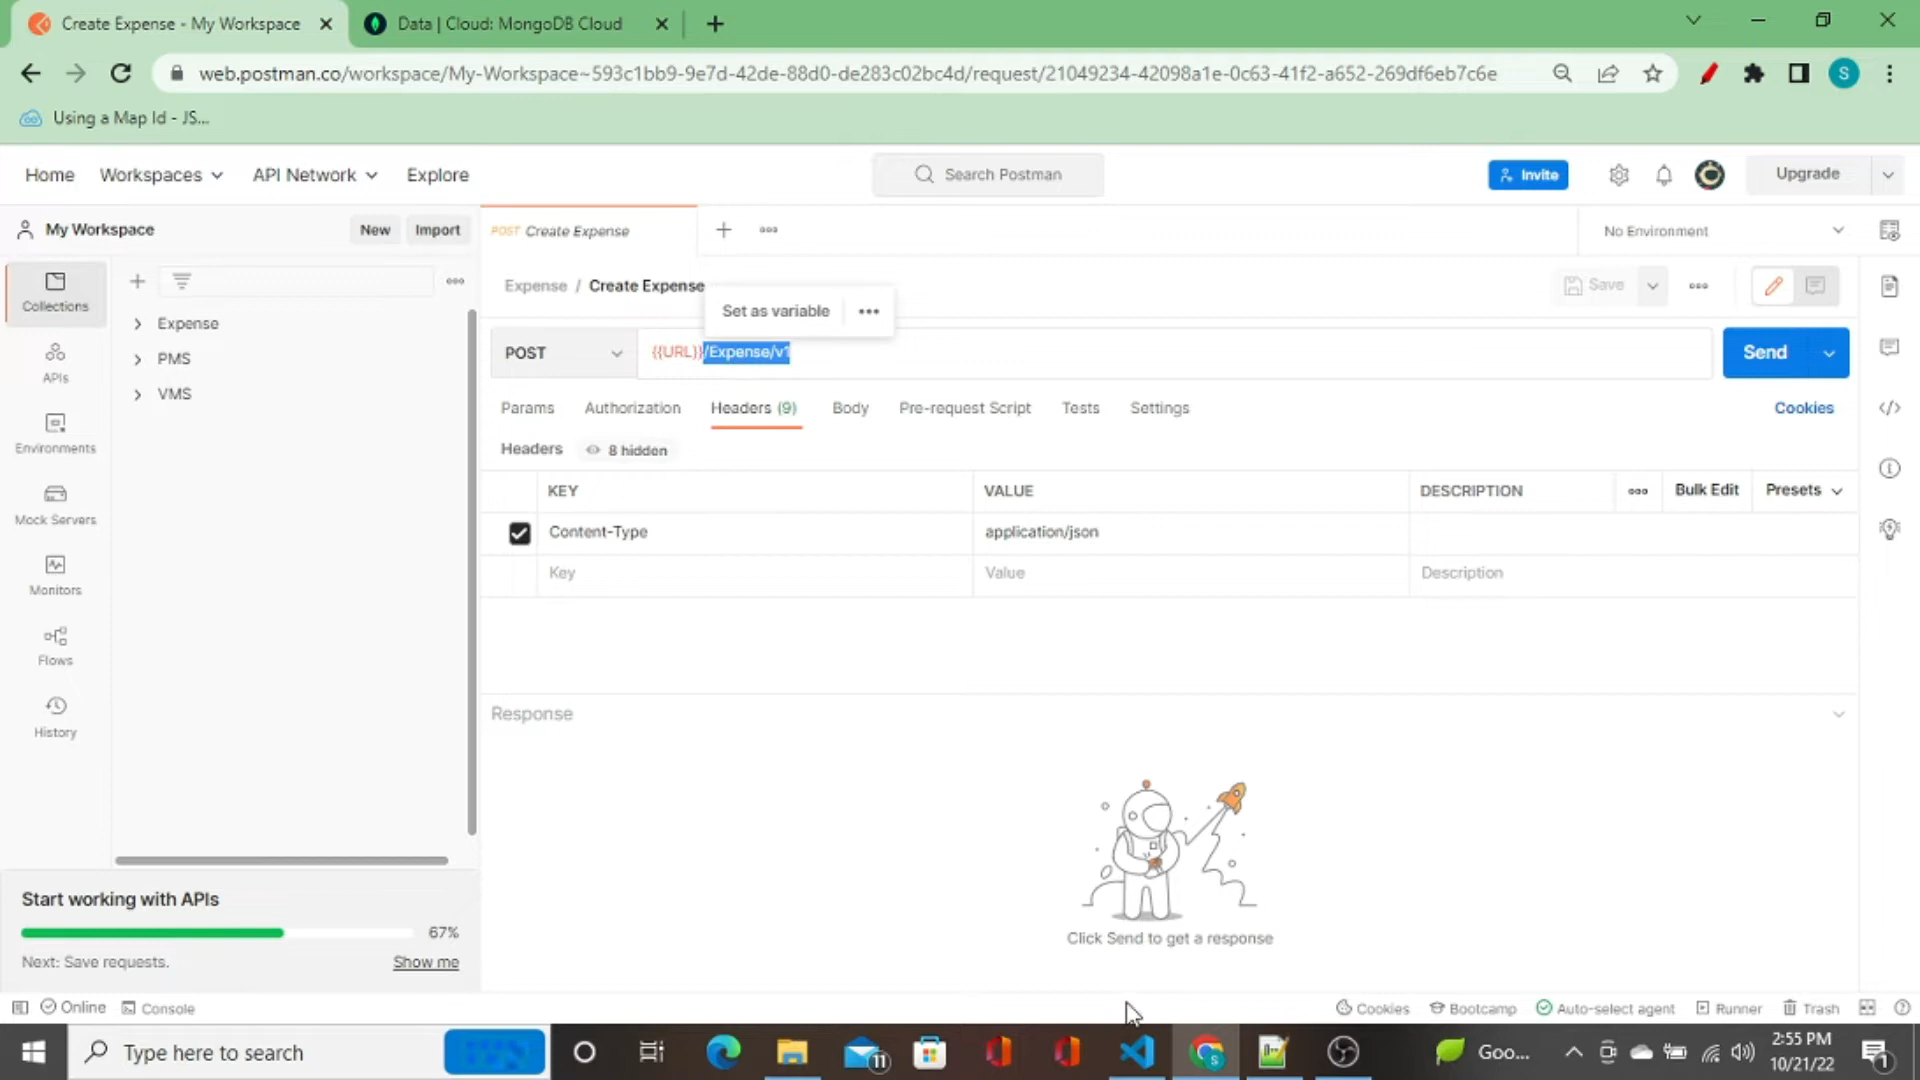 Create Expense - My Workspace
Data | Cloud: MongoDB Cloud
web.postman.co/workspace/My-Workspace~593c1bb9-9e7d-42de-88d0-de283c02bc4d/request/21049234-42098a1e-0c63-41f2-a652-269df6eb7c6e
S
Using a Map Id - JS...
Home
Workspaces
API Network
Explore
Search Postman
Invite
Upgrade
My Workspace
New
Import
POST Create Expense
No Environment
Collections
APIs
Environments
Mock Servers
Monitors
Flows
History
Expense
PMS
VMS
Expense / Create Expense
Save
Set as variable
POST
{{URL}}/Expense/v1
Send
Params
Authorization
Headers (9)
Body
Pre-request Script
Tests
Settings
Cookies
Headers
8 hidden
KEY
VALUE
DESCRIPTION
Bulk Edit
Presets
Content-Type
application/json
Key
Value
Description
Response
Click Send to get a response
Start working with APIs
67%
Next: Save requests.
Show me
Online
Console
Cookies
Bootcamp
Auto-select agent
Runner
Trash
Type here to search
11
S
Goo...
2:55 PM
10/21/22
1